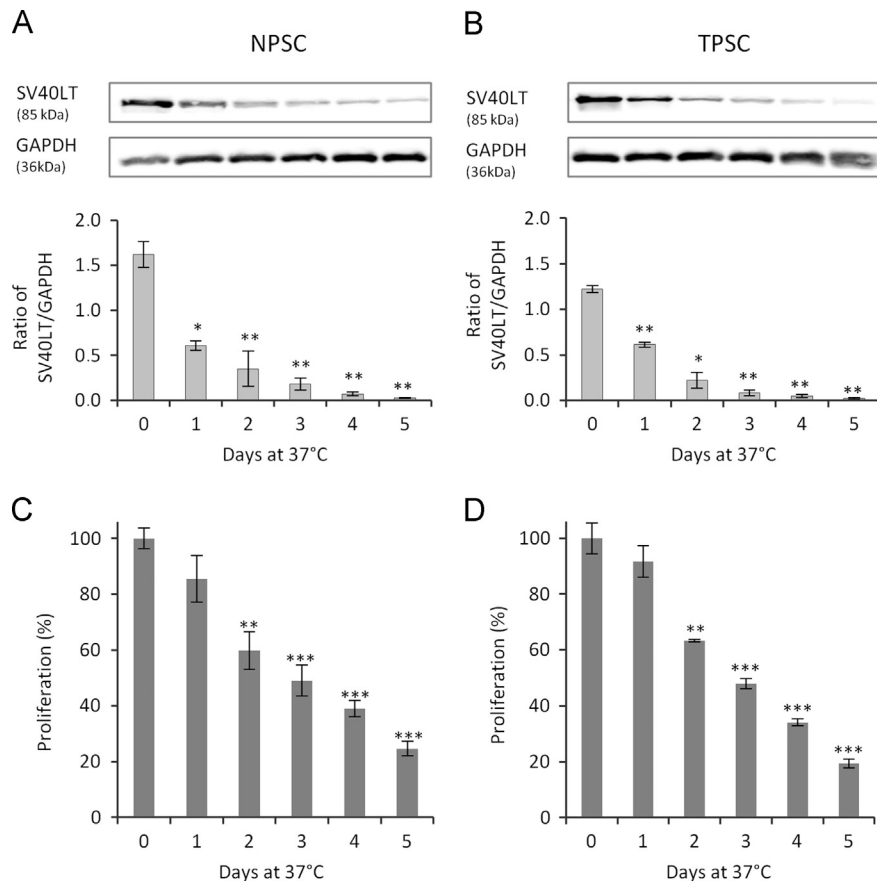 A
NPSC
SV40LT
(85 kDa)
GAPDH
(36kDa)
Ratio of
SV40LT/GAPDH
2.0
1.5
1.0
0.5
0.0
*
**
**
**
**
0 1 2 3 4 5
Days at 37°C
B
TPSC
SV40LT
(85 kDa)
GAPDH
(36kDa)
Ratio of
SV40LT/GAPDH
2.0
1.5
1.0
0.5
0.0
**
*
**
**
**
0 1 2 3 4 5
Days at 37°C
C
Proliferation (%)
100
80
60
40
20
0
**
***
***
***
0 1 2 3 4 5
Days at 37°C
D
Proliferation (%)
100
80
60
40
20
0
**
***
***
***
0 1 2 3 4 5
Days at 37°C